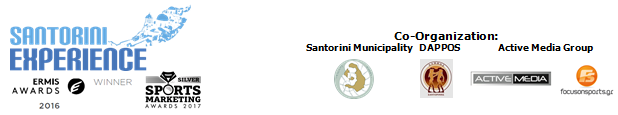 SANTORINI
EXPERIENCE
ERMIS
AWARDS
2016
WINNER
SILVER
SPORTS
MARKETING
AWARDS 2017
Co-Organization:
Santorini Municipality DAPPOS Active Media Group
ACTIVE MEDIA
focusonsports.gr